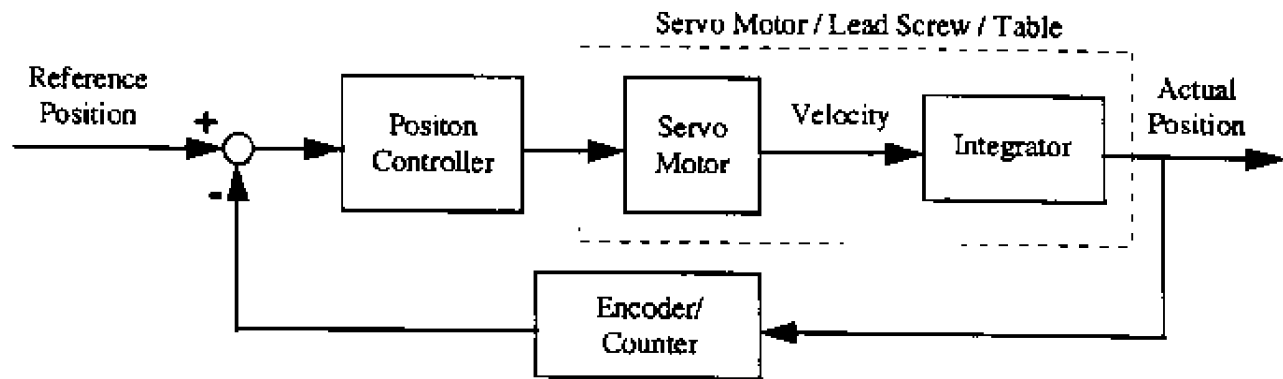 Servo Motor / Lead Screw / Table
Reference
Position
+
-
Positon
Controller
Servo
Motor
Velocity
Integrator
Actual
Position
Encoder/
Counter